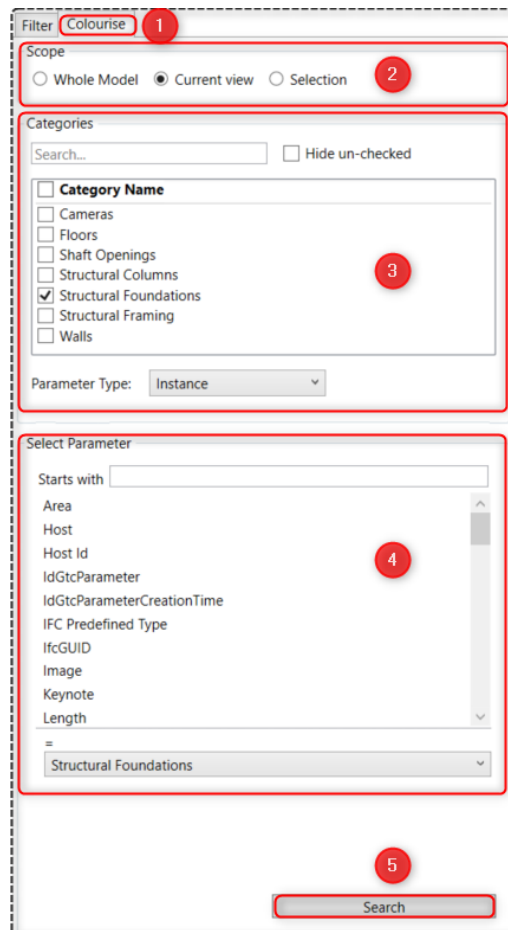 Filter Colourise 1
Scope
Whole Model Current view Selection 2
Categories
Search... Hide un-checked
Category Name
Cameras
Floors
Shaft Openings
Structural Columns 3
Structural Foundations
Structural Framing
Walls
Parameter Type: Instance
Select Parameter
Starts with
Area
Host
Host Id 4
IdGtcParameter
IdGtcParameterCreationTime
IFC Predefined Type
IfcGUID
Image
Keynote
Length
=
Structural Foundations
5
Search